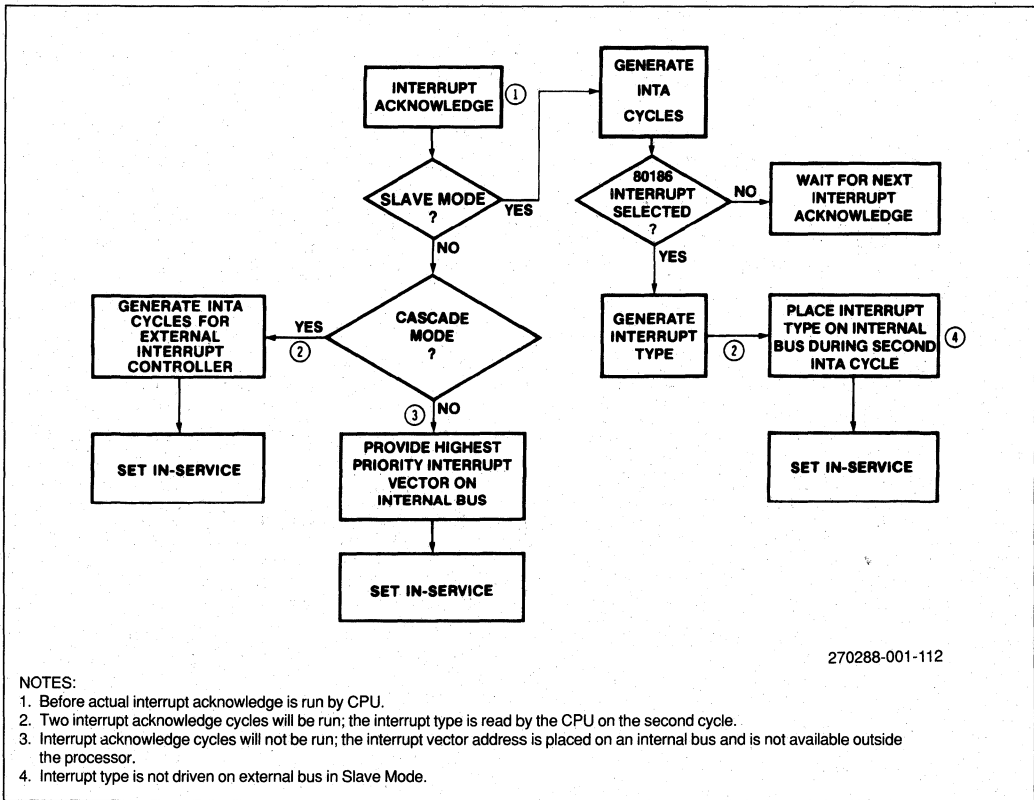 INTERRUPT
ACKNOWLEDGE
1
SLAVE MODE
?
YES
NO
CASCADE
MODE
?
YES
2
GENERATE INTA
CYCLES FOR
EXTERNAL
INTERRUPT
CONTROLLER
SET IN-SERVICE
3
NO
PROVIDE HIGHEST
PRIORITY INTERRUPT
VECTOR ON
INTERNAL BUS
SET IN-SERVICE
GENERATE
INTA
CYCLES
80186
INTERRUPT
SELECTED
?
NO
WAIT FOR NEXT
INTERRUPT
ACKNOWLEDGE
YES
GENERATE
INTERRUPT
TYPE
2
PLACE INTERRUPT
TYPE ON INTERNAL
BUS DURING SECOND
INTA CYCLE
4
SET IN-SERVICE
270288-001-112
NOTES:
1. Before actual interrupt acknowledge is run by CPU.
2. Two interrupt acknowledge cycles will be run; the interrupt type is read by the CPU on the second cycle.
3. Interrupt acknowledge cycles will not be run; the interrupt vector address is placed on an internal bus and is not available outside
the processor.
4. Interrupt type is not driven on external bus in Slave Mode.